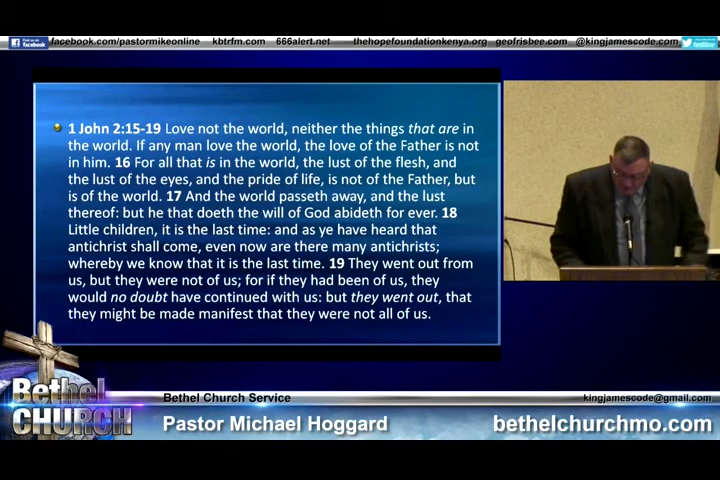 Find us on facebook
facebook.com/pastormikeonline kbtrfm.com 666alert.net thehopefoundationkenya.org geofrisbee.com @kingjamescode.com
twitter
1 John 2:15-19 Love not the world, neither the things that are in
the world. If any man love the world, the love of the Father is not
in him. 16 For all that is in the world, the lust of the flesh, and
the lust of the eyes, and the pride of life, is not of the Father, but
is of the world. 17 And the world passeth away, and the lust
thereof: but he that doeth the will of God abideth for ever. 18
Little children, it is the last time: and as ye have heard that
antichrist shall come, even now are there many antichrists;
whereby we know that it is the last time. 19 They went out from
us, but they were not of us; for if they had been of us, they
would no doubt have continued with us: but they went out, that
they might be made manifest that they were not all of us.
Bethel
CHURCH
Bethel Church Service kingjamescode@gmail.com
Pastor Michael Hoggard bethelchurchmo.com